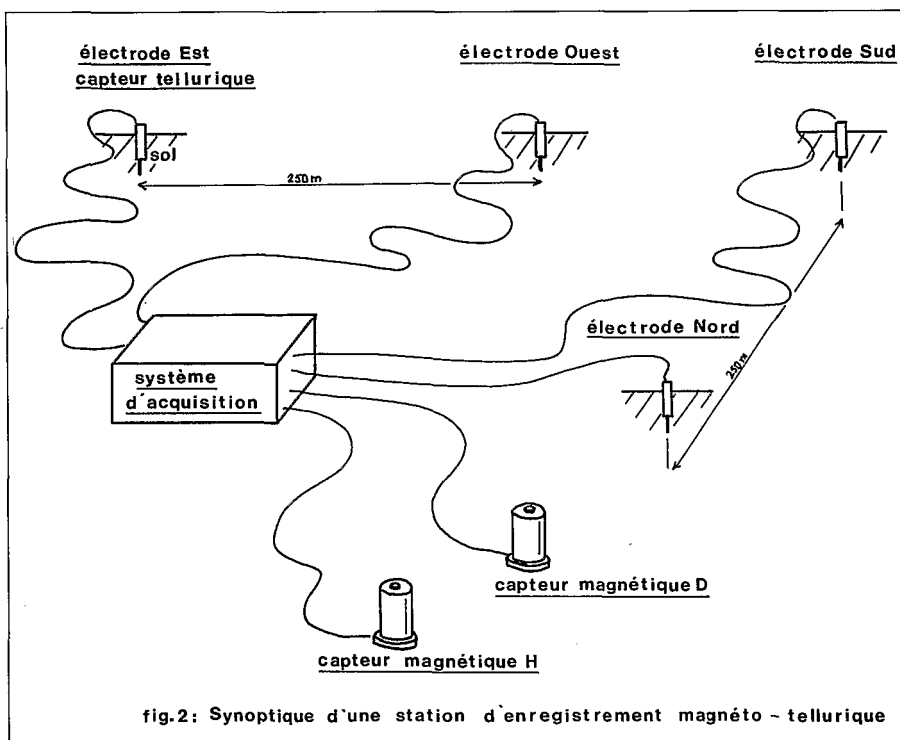 électrode Est
capteur tellurique
électrode Ouest
électrode Sud
sol
250m
électrode Nord
250m
système
d'acquisition
capteur magnétique D
capteur magnétique H
fig.2: Synoptique d'une station d'enregistrement magnéto - tellurique